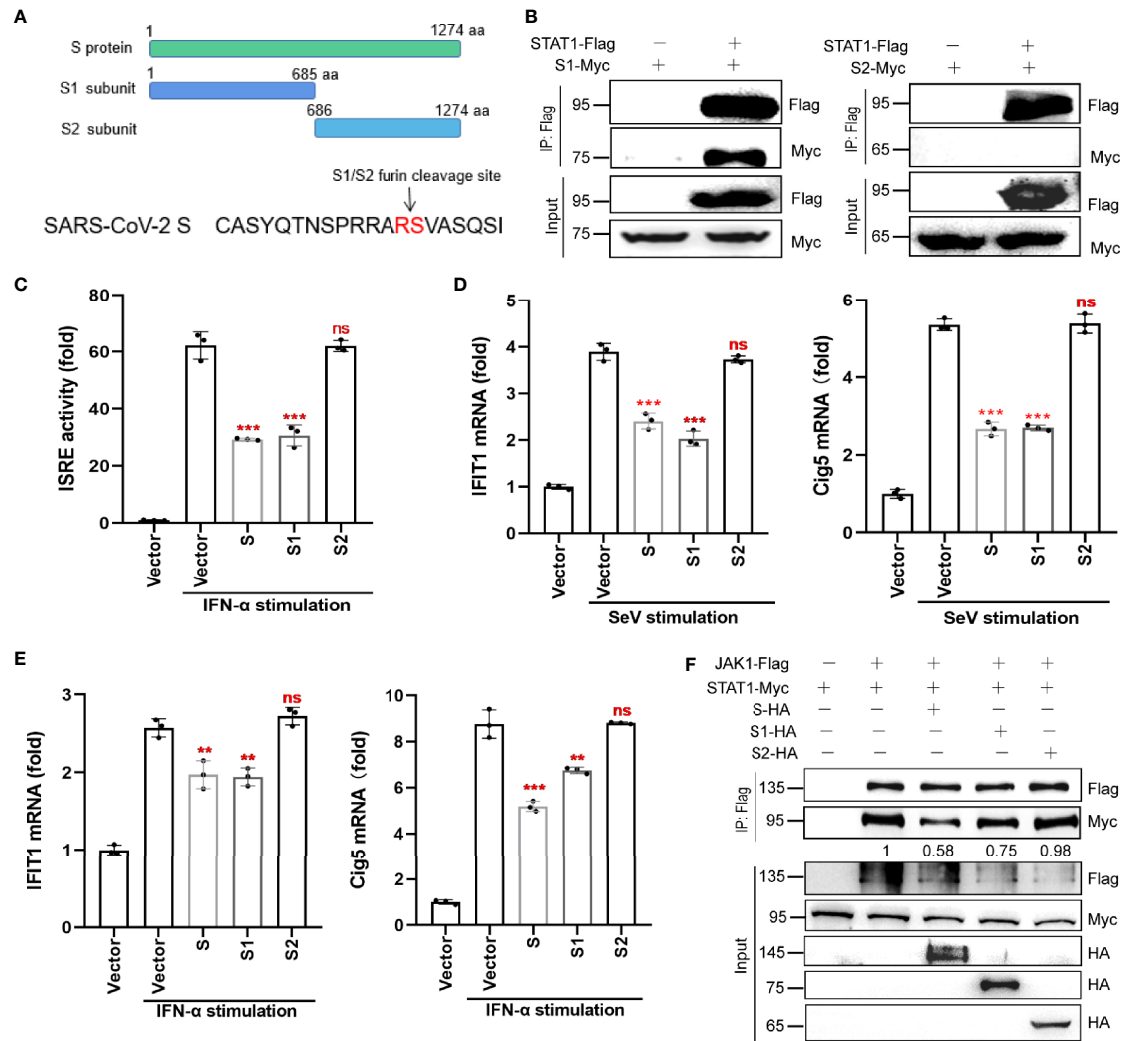 A
1 1274 aa
S protein
1 685 aa
S1 subunit
686 1274 aa
S2 subunit
S1/S2 furin cleavage site
SARS-CoV-2 S CASYQTNSPRRARSVASQSI
B
STAT1-Flag — +
S1-Myc + +
IP: Flag
95 Flag
75 Myc
Input
Flag
95
75 Myc
STAT1-Flag — +
S2-Myc + +
IP: Flag
95 Flag
65 Myc
Input
95 Flag
65 Myc
C
ISRE activity (fold)
80
60
40
20
0
*** *** ns
Vector Vector S S1 S2
IFN-α stimulation
D
IFIT1 mRNA (fold)
5
4
3
2
1
0
*** *** ns
Vector Vector S S1 S2
SeV stimulation
Cig5 mRNA (fold)
6
4
2
0
*** *** ns
Vector Vector S S1 S2
SeV stimulation
E
IFIT1 mRNA (fold)
3
2
1
0
** ** ns
Vector Vector S S1 S2
IFN-α stimulation
Cig5 mRNA (fold)
10
8
6
4
2
0
*** ** ns
Vector Vector S S1 S2
IFN-α stimulation
F
JAK1-Flag — + + + +
STAT1-Myc + + + + +
S-HA — — + — —
S1-HA — — — + —
S2-HA — — — — +
IP: Flag
135 Flag
95 Myc
1 0.58 0.75 0.98
Input
135 Flag
95 Myc
145 HA
75 HA
65 HA